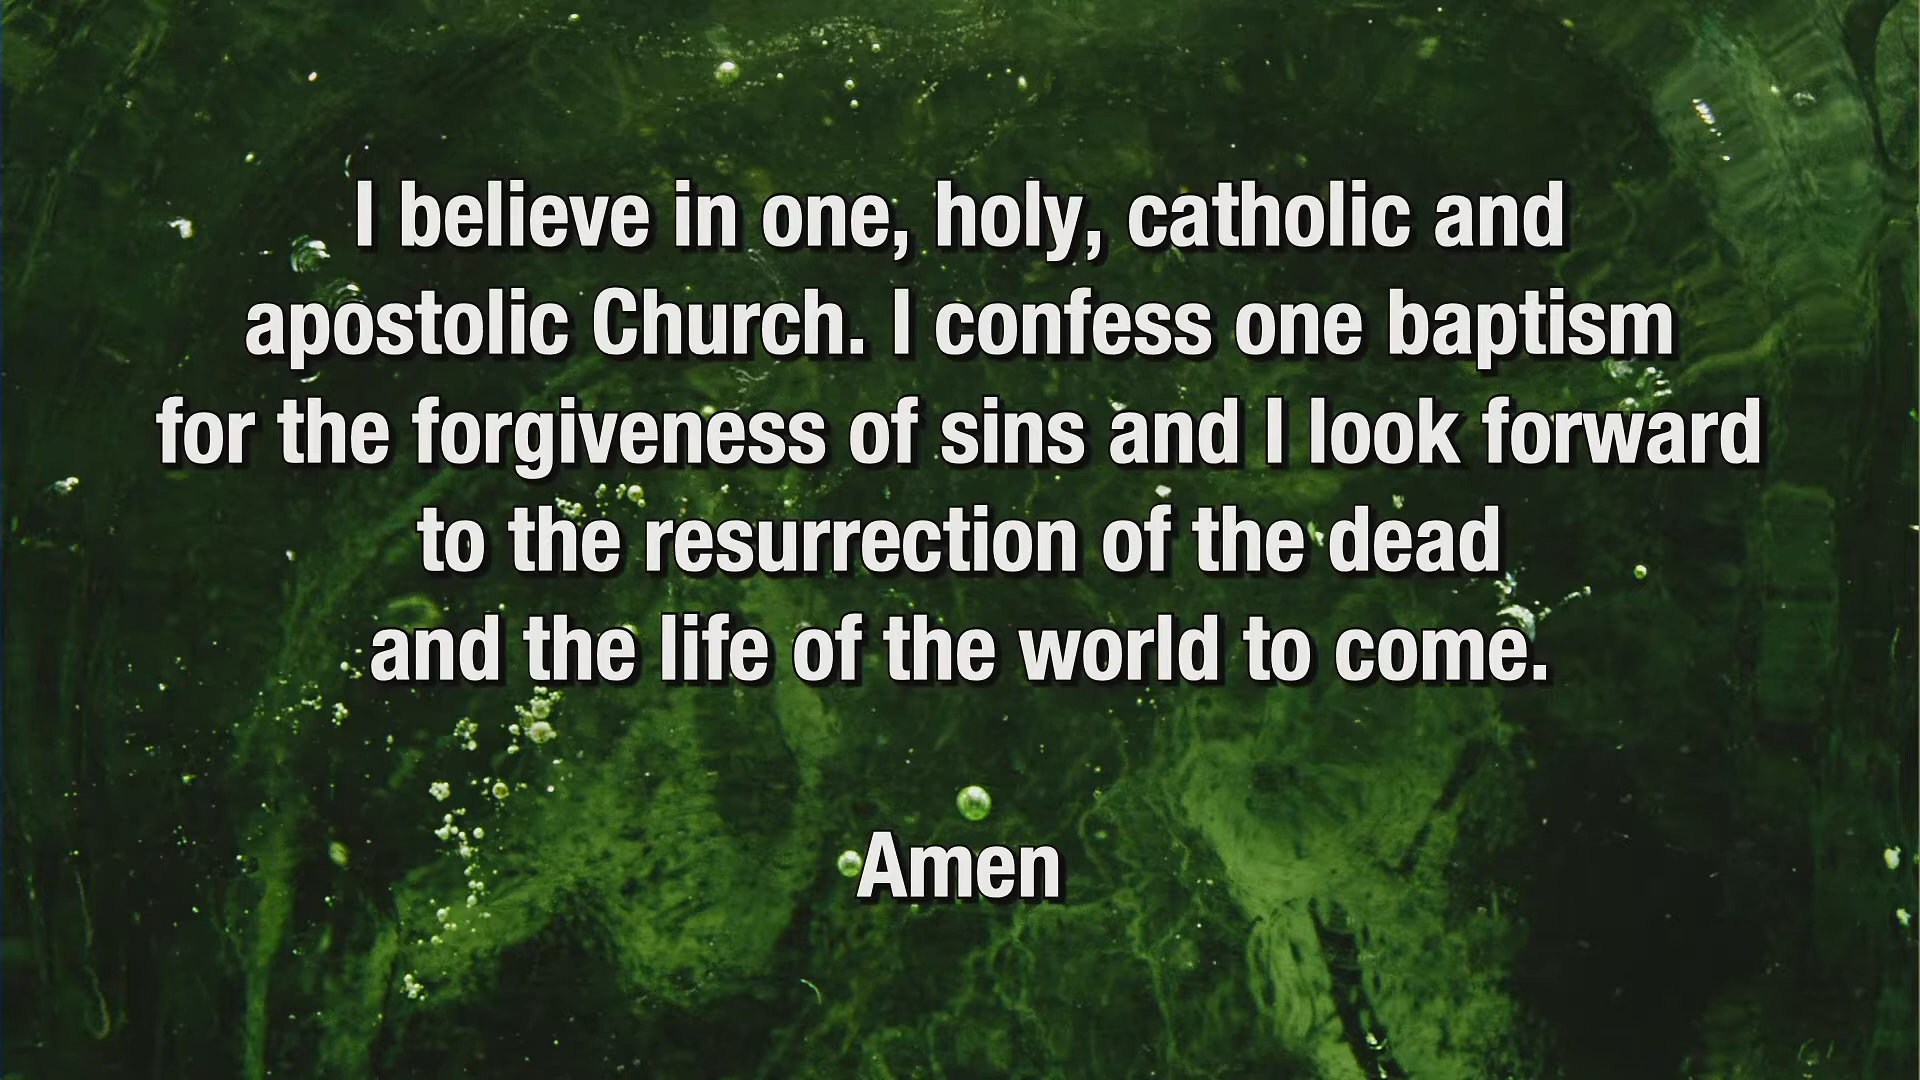 I believe in one, holy, catholic and
apostolic Church. I confess one baptism
for the forgiveness of sins and I look forward
to the resurrection of the dead
and the life of the world to come.
Amen